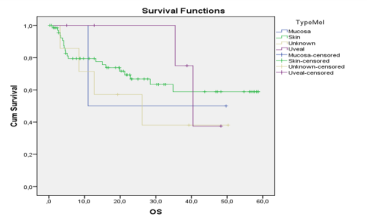 Survival Functions
TypeMel
Mucosa
Skin
Unknown
Uveal
Mucosa-censored
Skin-censored
Unknown-censored
Uveal-censored
Cum Survival
1,0
0,8
0,6
0,4
0,2
0,0
,0 10,0 20,0 30,0 40,0 50,0 60,0
OS